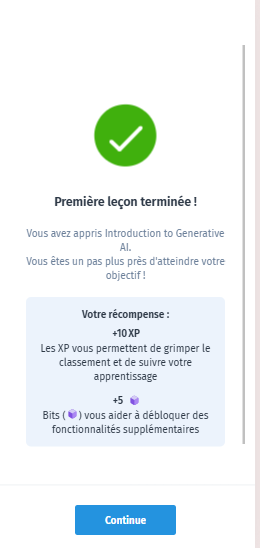 Première leçon terminée !
Vous avez appris Introduction to Generative
AI.
Vous êtes un pas plus près d'atteindre votre
objectif !
Votre récompense :
+10 XP
Les XP vous permettent de grimper le
classement et de suivre votre
apprentissage
+5
Bits ( ) vous aider à débloquer des
fonctionnalités supplémentaires
Continue